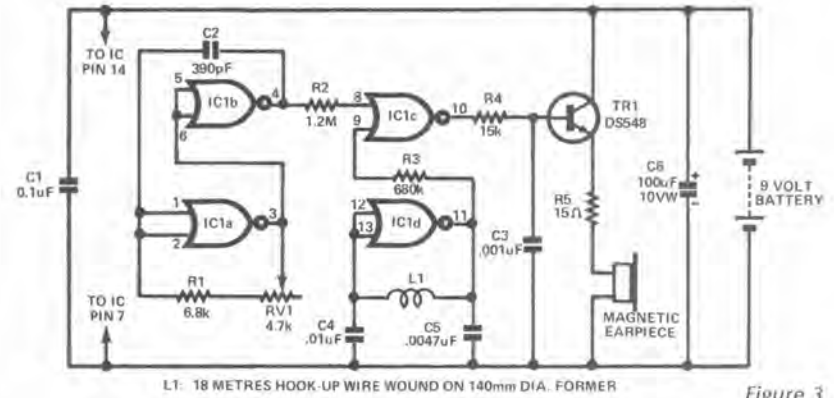 TO IC
PIN 14
C2
390pF
5
4
IC1b
6
R2
1.2M
8
9
IC1c
10
R4
15k
TR1
DS548
C1
0.1uF
R3
680k
C6
100uF
10VW
+
-
9 VOLT
BATTERY
1
2
IC1a
3
12
13
IC1d
11
R5
15Ω
C3
.001uF
R1
6.8k
RV1
4.7k
L1
TO IC
PIN 7
C4
.01uF
C5
.0047uF
MAGNETIC
EARPIECE
L1: 18 METRES HOOK-UP WIRE WOUND ON 140mm DIA. FORMER
Figure 3